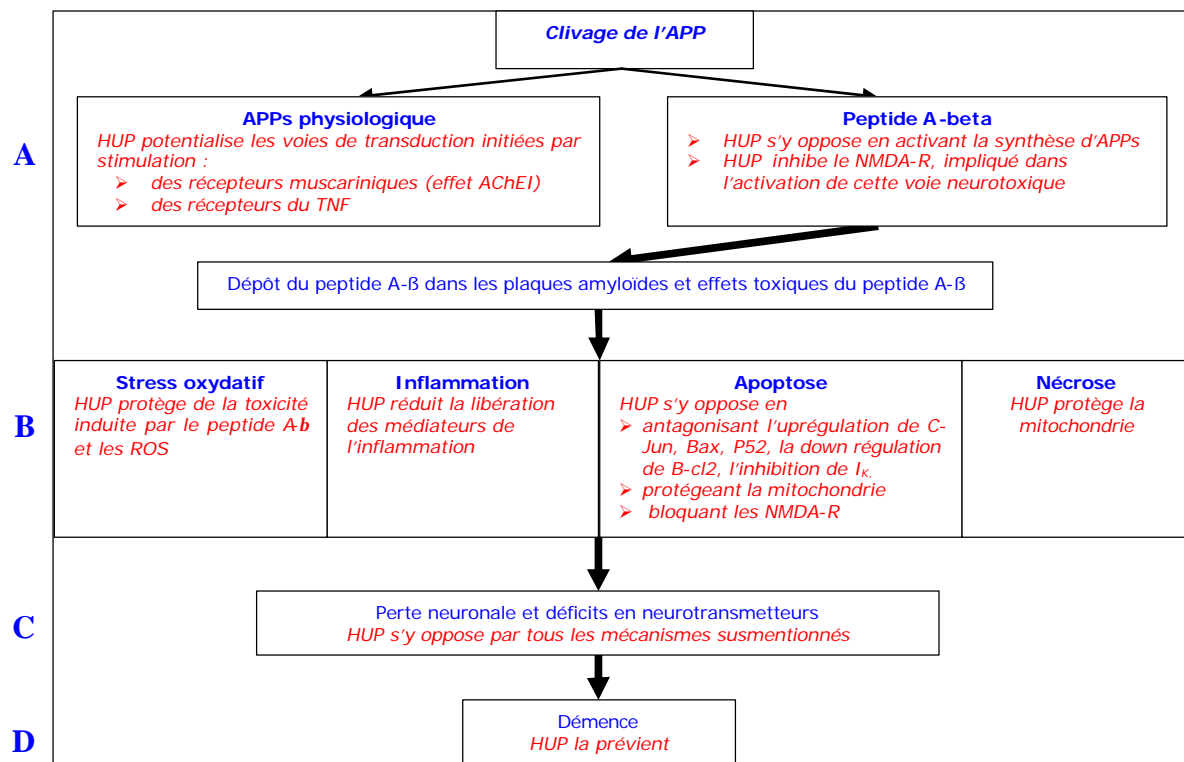 Clivage de l'APP
A
APPs physiologique
HUP potentialise les voies de transduction initiées par
stimulation :
➢ des récepteurs muscariniques (effet AChEI)
➢ des récepteurs du TNF
Peptide A-beta
➢ HUP s'y oppose en activant la synthèse d'APPs
➢ HUP inhibe le NMDA-R, impliqué dans
l'activation de cette voie neurotoxique
Dépôt du peptide A-ß dans les plaques amyloïdes et effets toxiques du peptide A-ß
B
Stress oxydatif
HUP protège de la toxicité
induite par le peptide A-b
et les ROS
Inflammation
HUP réduit la libération
des médiateurs de
l'inflammation
Apoptose
HUP s'y oppose en
➢ antagonisant l'uprégulation de C-
Jun, Bax, P52, la down régulation
de B-cl2, l'inhibition de IK,
➢ protégeant la mitochondrie
➢ bloquant les NMDA-R
Nécrose
HUP protège la
mitochondrie
C
Perte neuronale et déficits en neurotransmetteurs
HUP s'y oppose par tous les mécanismes susmentionnés
D
Démence
HUP la prévient